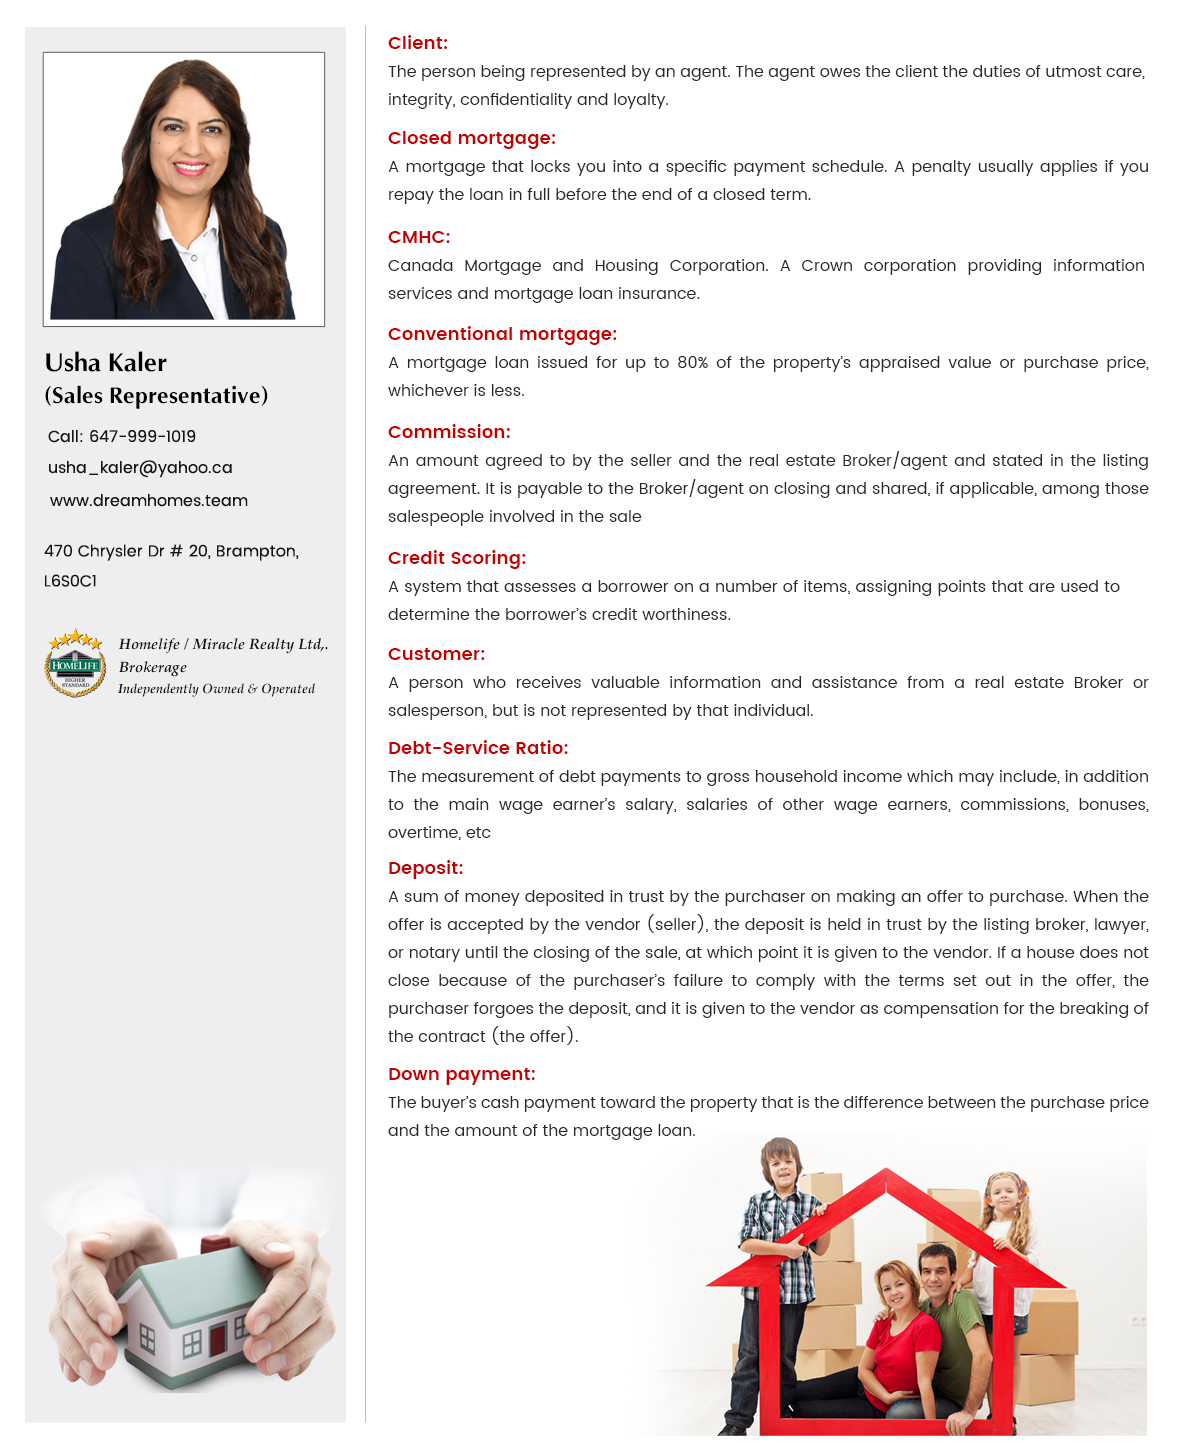 Usha Kaler
(Sales Representative)
Call: 647-999-1019
usha_kaler@yahoo.ca
www.dreamhomes.team
470 Chrysler Dr # 20, Brampton,
L6S0C1
HOMELIFE
HIGHER
STANDARD
Homelife / Miracle Realty Ltd,.
Brokerage
Independently Owned & Operated
Client:
The person being represented by an agent. The agent owes the client the duties of utmost care,
integrity, confidentiality and loyalty.
Closed mortgage:
A mortgage that locks you into a specific payment schedule. A penalty usually applies if you
repay the loan in full before the end of a closed term.
CMHC:
Canada Mortgage and Housing Corporation. A Crown corporation providing information
services and mortgage loan insurance.
Conventional mortgage:
A mortgage loan issued for up to 80% of the property’s appraised value or purchase price,
whichever is less.
Commission:
An amount agreed to by the seller and the real estate Broker/agent and stated in the listing
agreement. It is payable to the Broker/agent on closing and shared, if applicable, among those
salespeople involved in the sale
Credit Scoring:
A system that assesses a borrower on a number of items, assigning points that are used to
determine the borrower’s credit worthiness.
Customer:
A person who receives valuable information ad assistance from a real estate Broker or
salesperson, but is not represented by that individual.
Debt-Service Ratio:
The measurement of debt payments to gross household income which may include, in addition
to the main wage earner’s salary, salaries of other wage earners, commissions, bonuses,
overtime, etc
Deposit:
A sum of money deposited in trust by the purchaser on making an offer to purchase. When the
offer is accepted by the vendor (seller), the deposit is held in trust by the listing broker, lawyer,
or notary until the closing of the sale, at which point it is given to the vendor. If a house does not
close because of the purchaser’s failure to comply with the terms set out in the offer, the
purchaser forgoes the deposit, and it is given to the vendor as compensation for the breaking of
the contract (the offer).
Down payment:
The buyer’s cash payment toward the property that is the difference between the purchase price
and the amount of the mortgage loan.